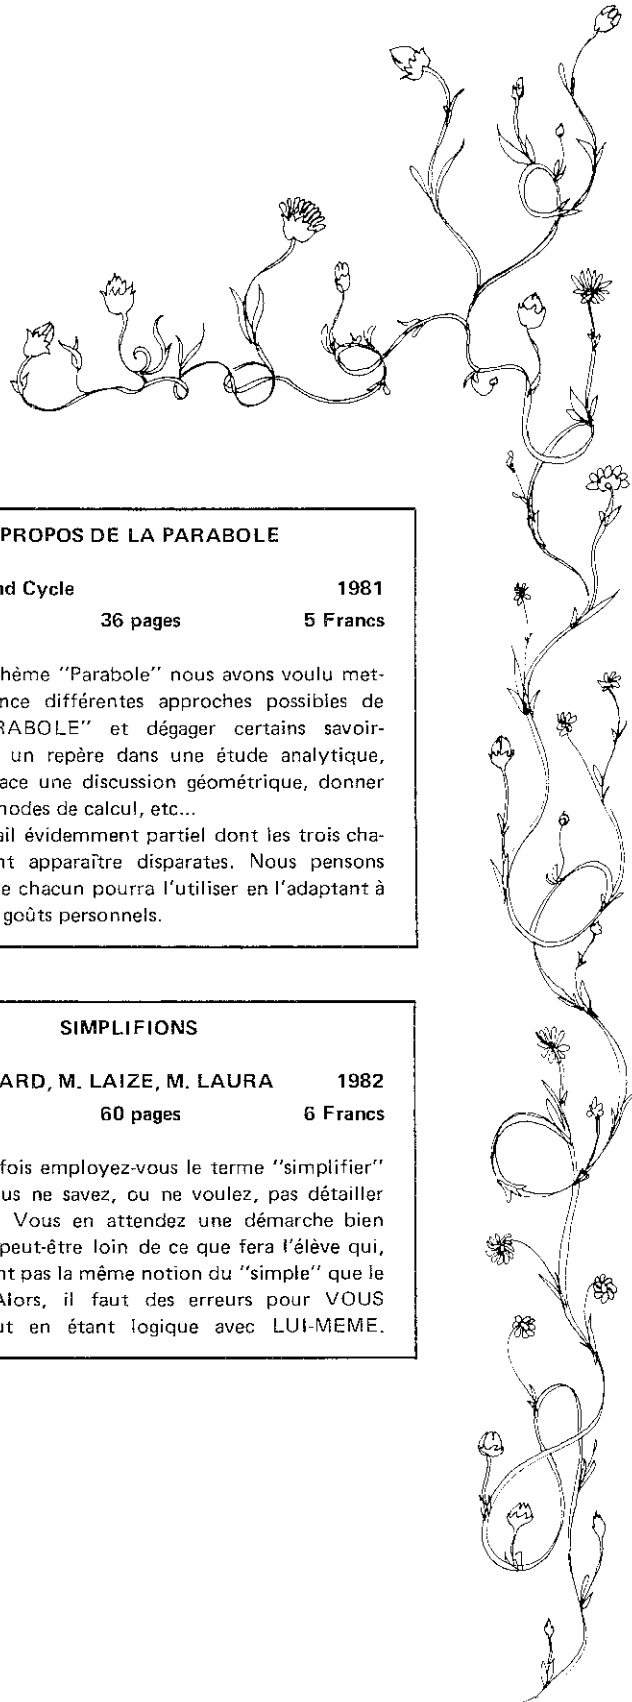 PROPOS DE LA PARABOLE
nd Cycle 1981
36 pages 5 Francs
hème "Parabole" nous avons voulu met-
nce différentes approches possibles de
RABOLE" et dégager certains savoir-
un repère dans une étude analytique,
ace une discussion géométrique, donner
nodes de calcul, etc...
ail évidemment partiel dont les trois cha-
nt apparaître disparates. Nous pensons
e chacun pourra l'utiliser en l'adaptant à
goûts personnels.
SIMPLIFIONS
ARD, M. LAIZE, M. LAURA 1982
60 pages 6 Francs
fois employez-vous le terme "simplifier"
us ne savez, ou ne voulez, pas détailler
Vous en attendez une démarche bien
peut-être loin de ce que fera l'élève qui,
nt pas la même notion du "simple" que le
Alors, il faut des erreurs pour VOUS
ut en étant logique avec LUI-MEME.